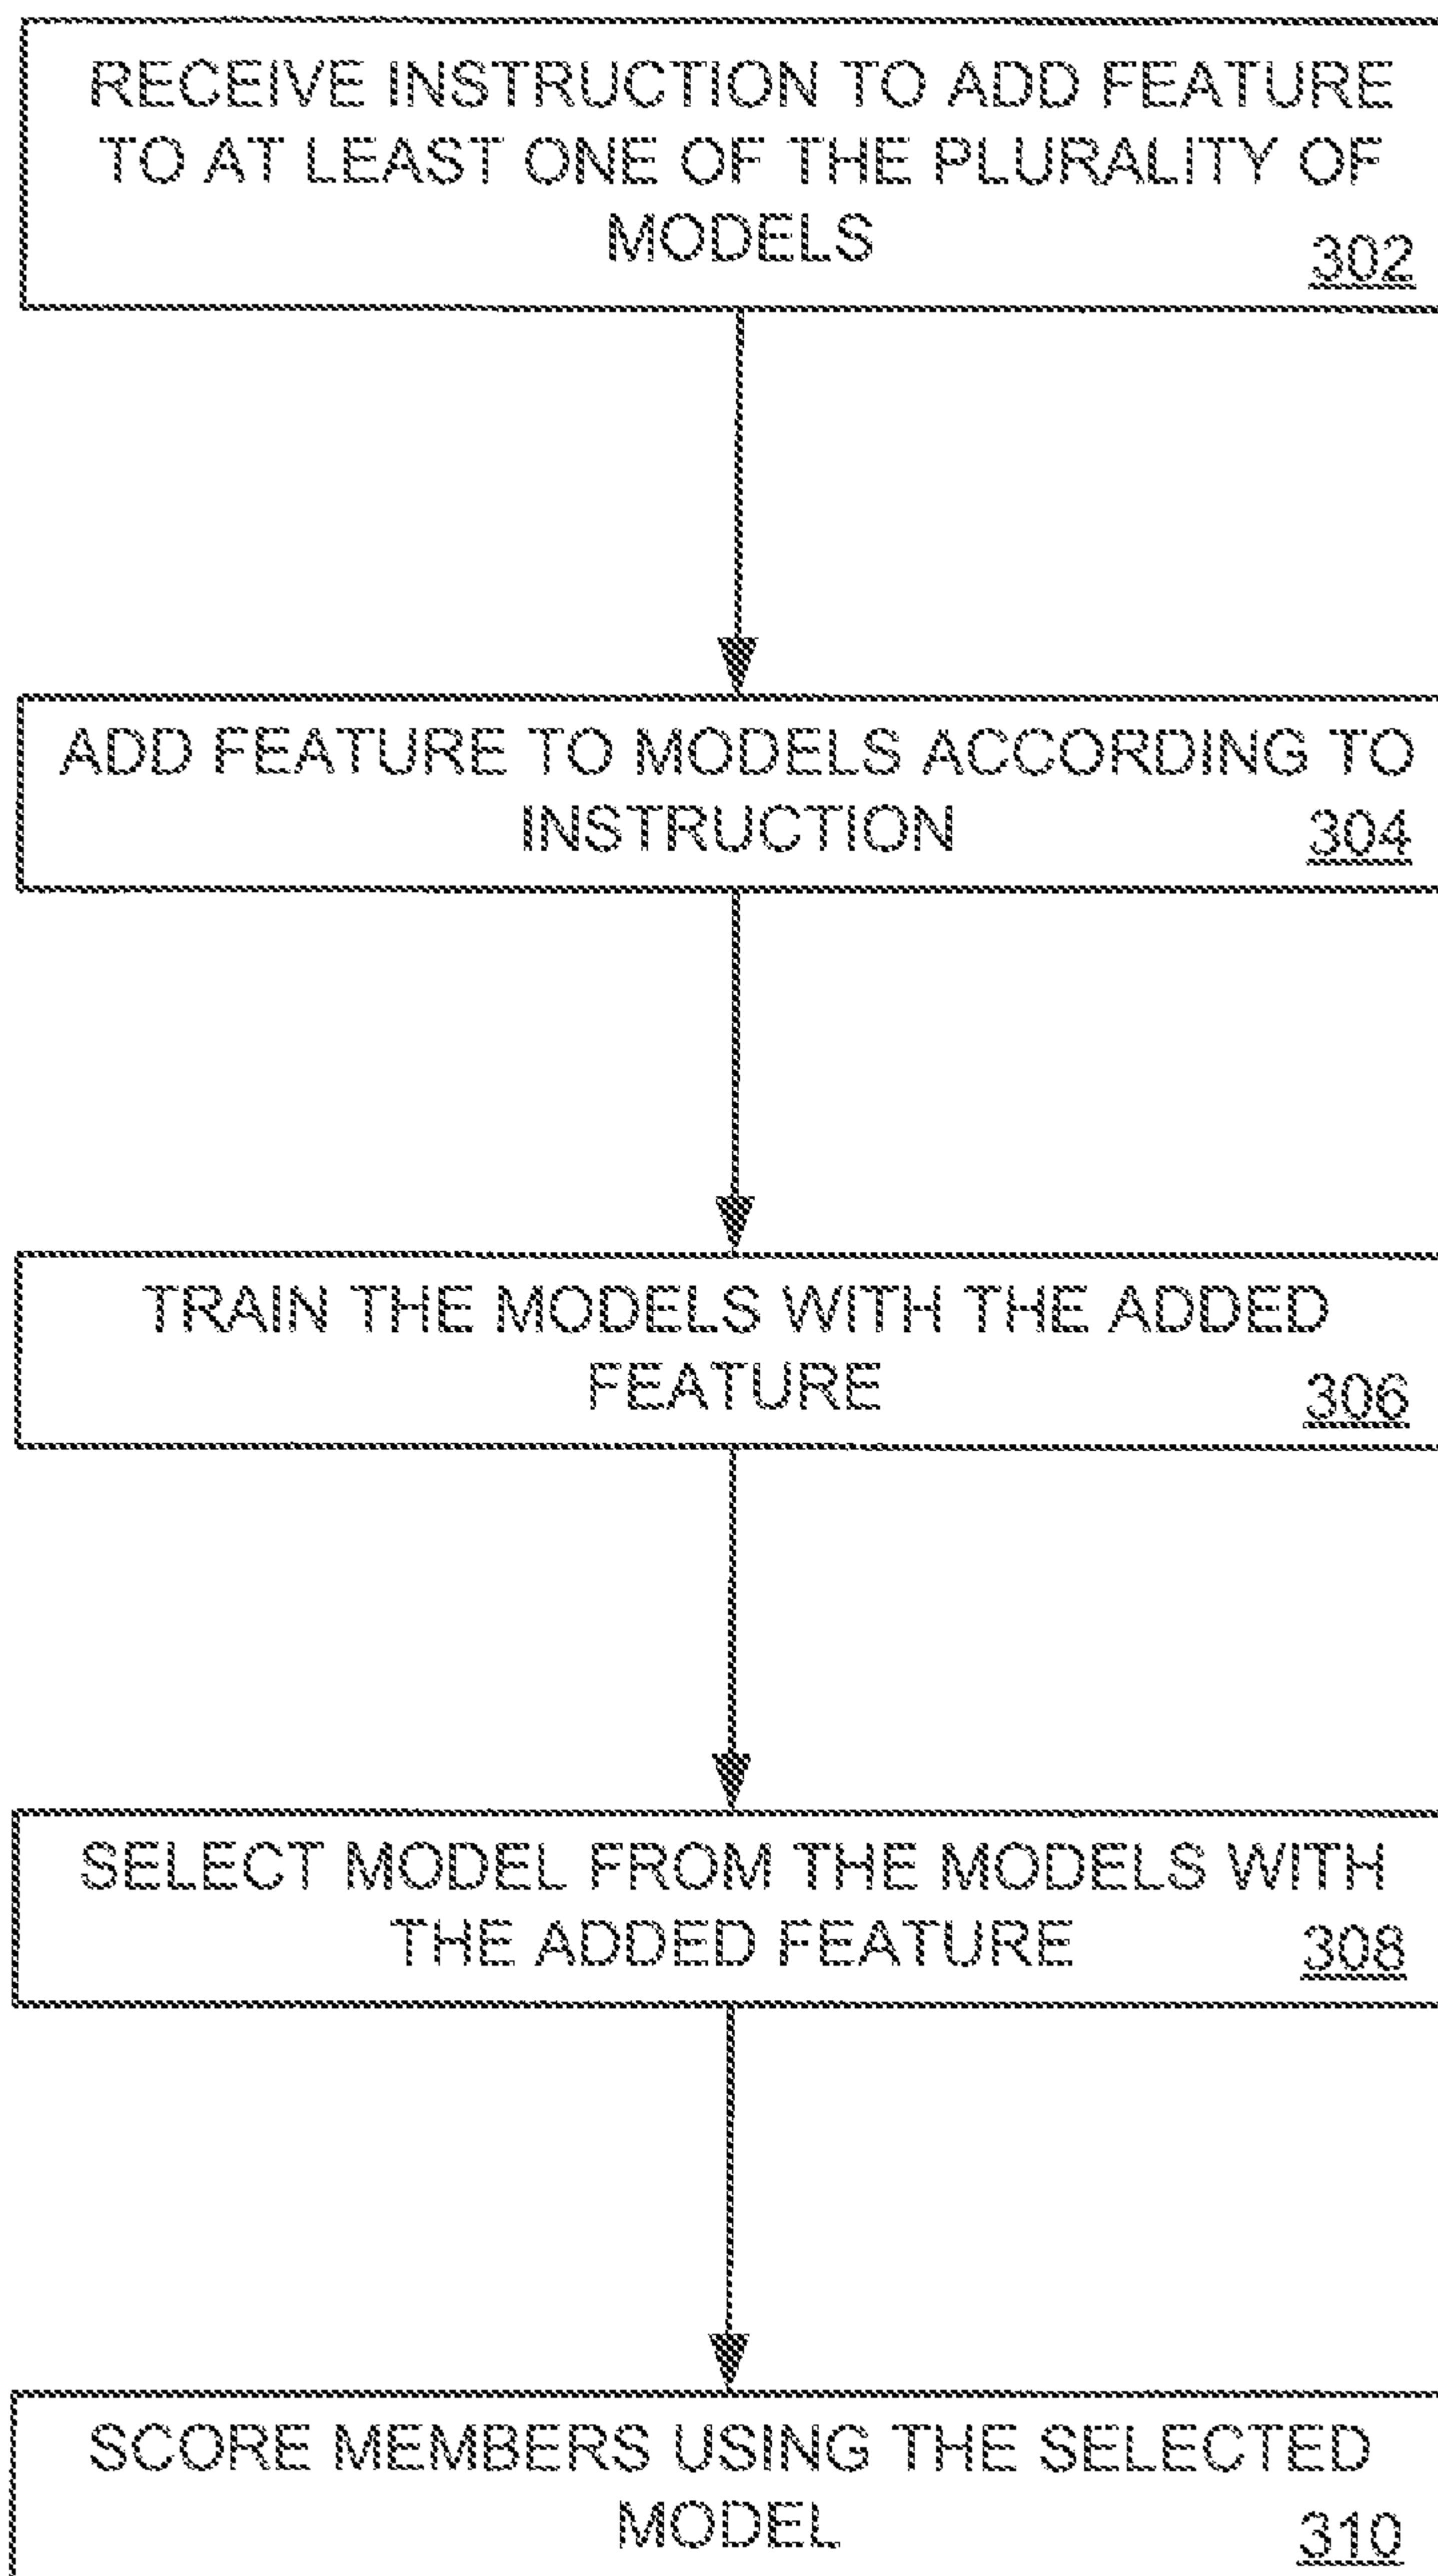 RECEIVE INSTRUCTION TO ADD FEATURE
TO AT LEAST ONE OF THE PLURALITY OF
MODELS
302
ADD FEATURE TO MODELS ACCORDING TO
INSTRUCTION
304
TRAIN THE MODELS WITH THE ADDED
FEATURE
306
SELECT MODEL FROM THE MODELS WITH
THE ADDED FEATURE
308
SCORE MEMBERS USING THE SELECTED
MODEL
310